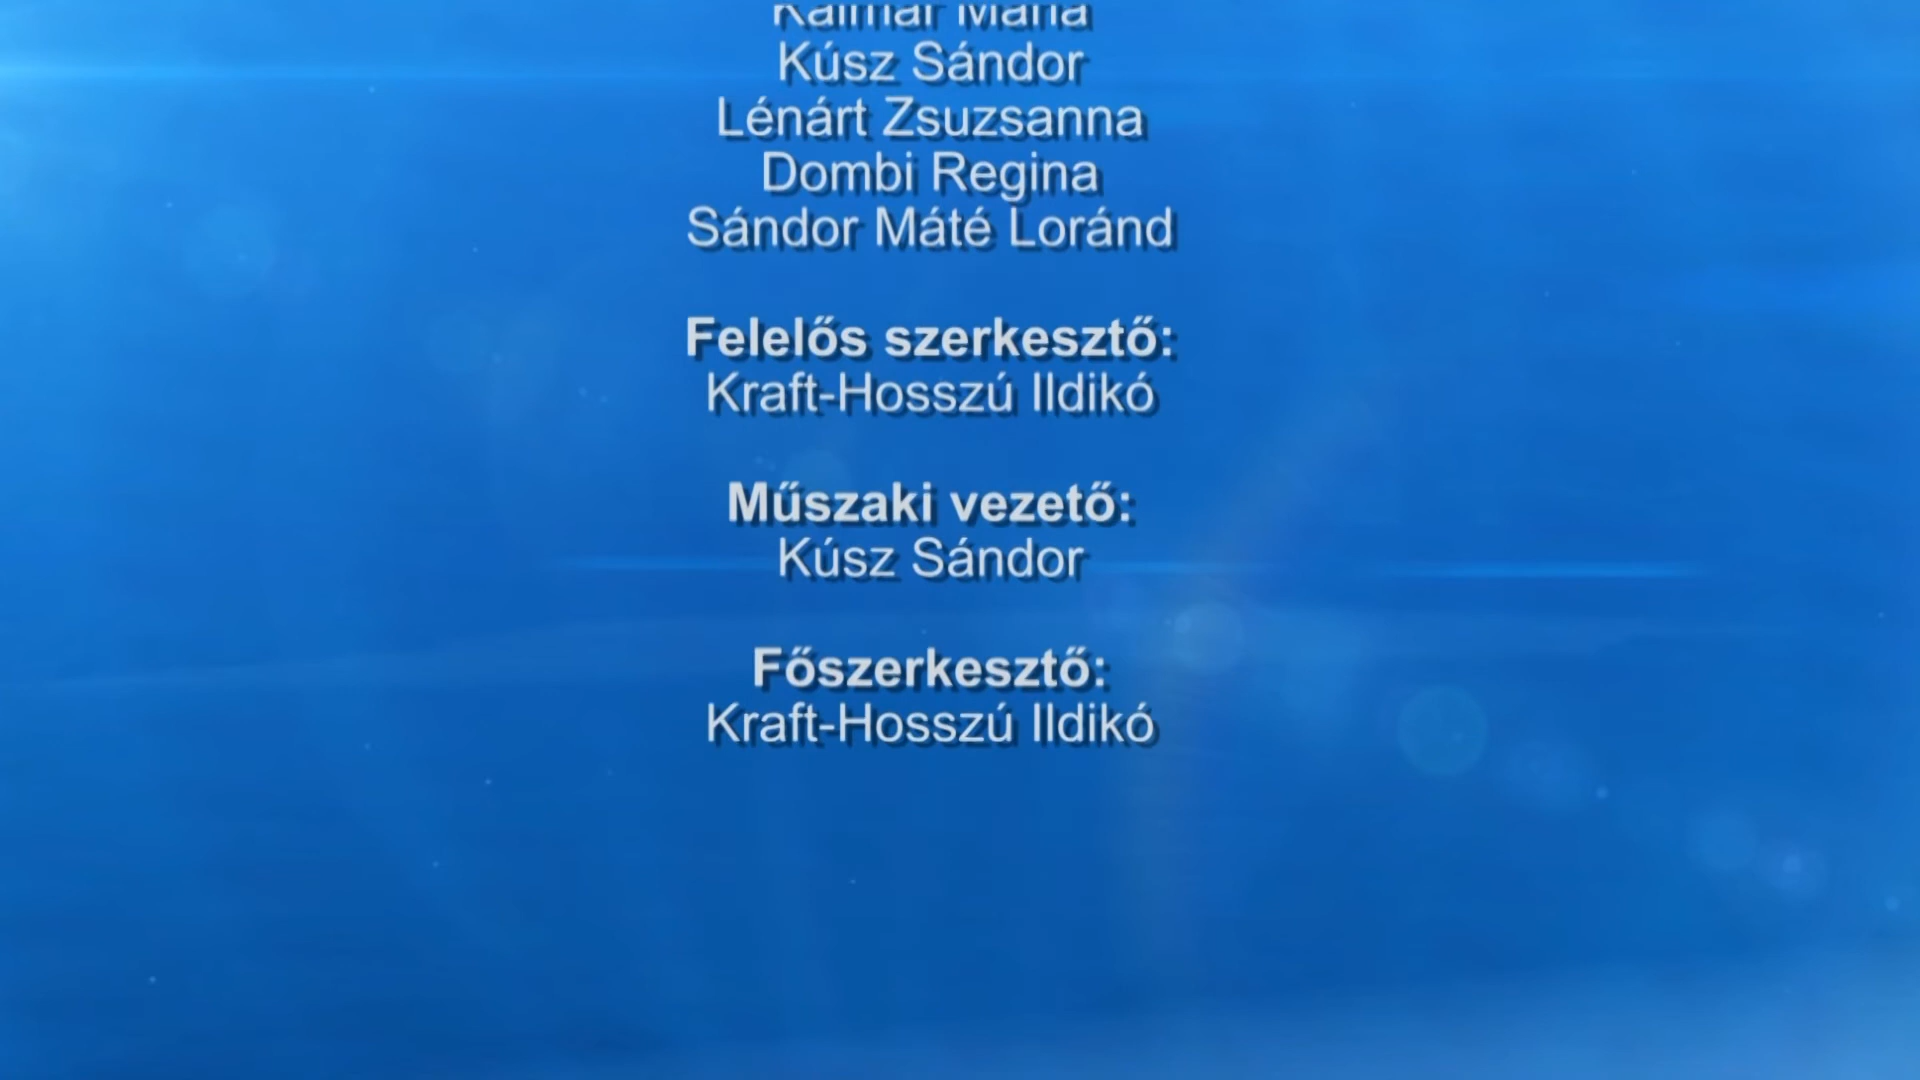 Kúsz Sándor
Lénárt Zsuzsanna
Dombi Regina
Sándor Máté Loránd
Felelős szerkesztő:
Kraft-Hosszú Ildikó
Műszaki vezető:
Kúsz Sándor
Főszerkesztő:
Kraft-Hosszú Ildikó